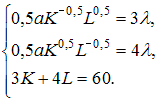 0,5aK^{-0,5}L^{0,5} = 3λ,
0,5aK^{0,5}L^{-0,5} = 4λ,
3K + 4L = 60.